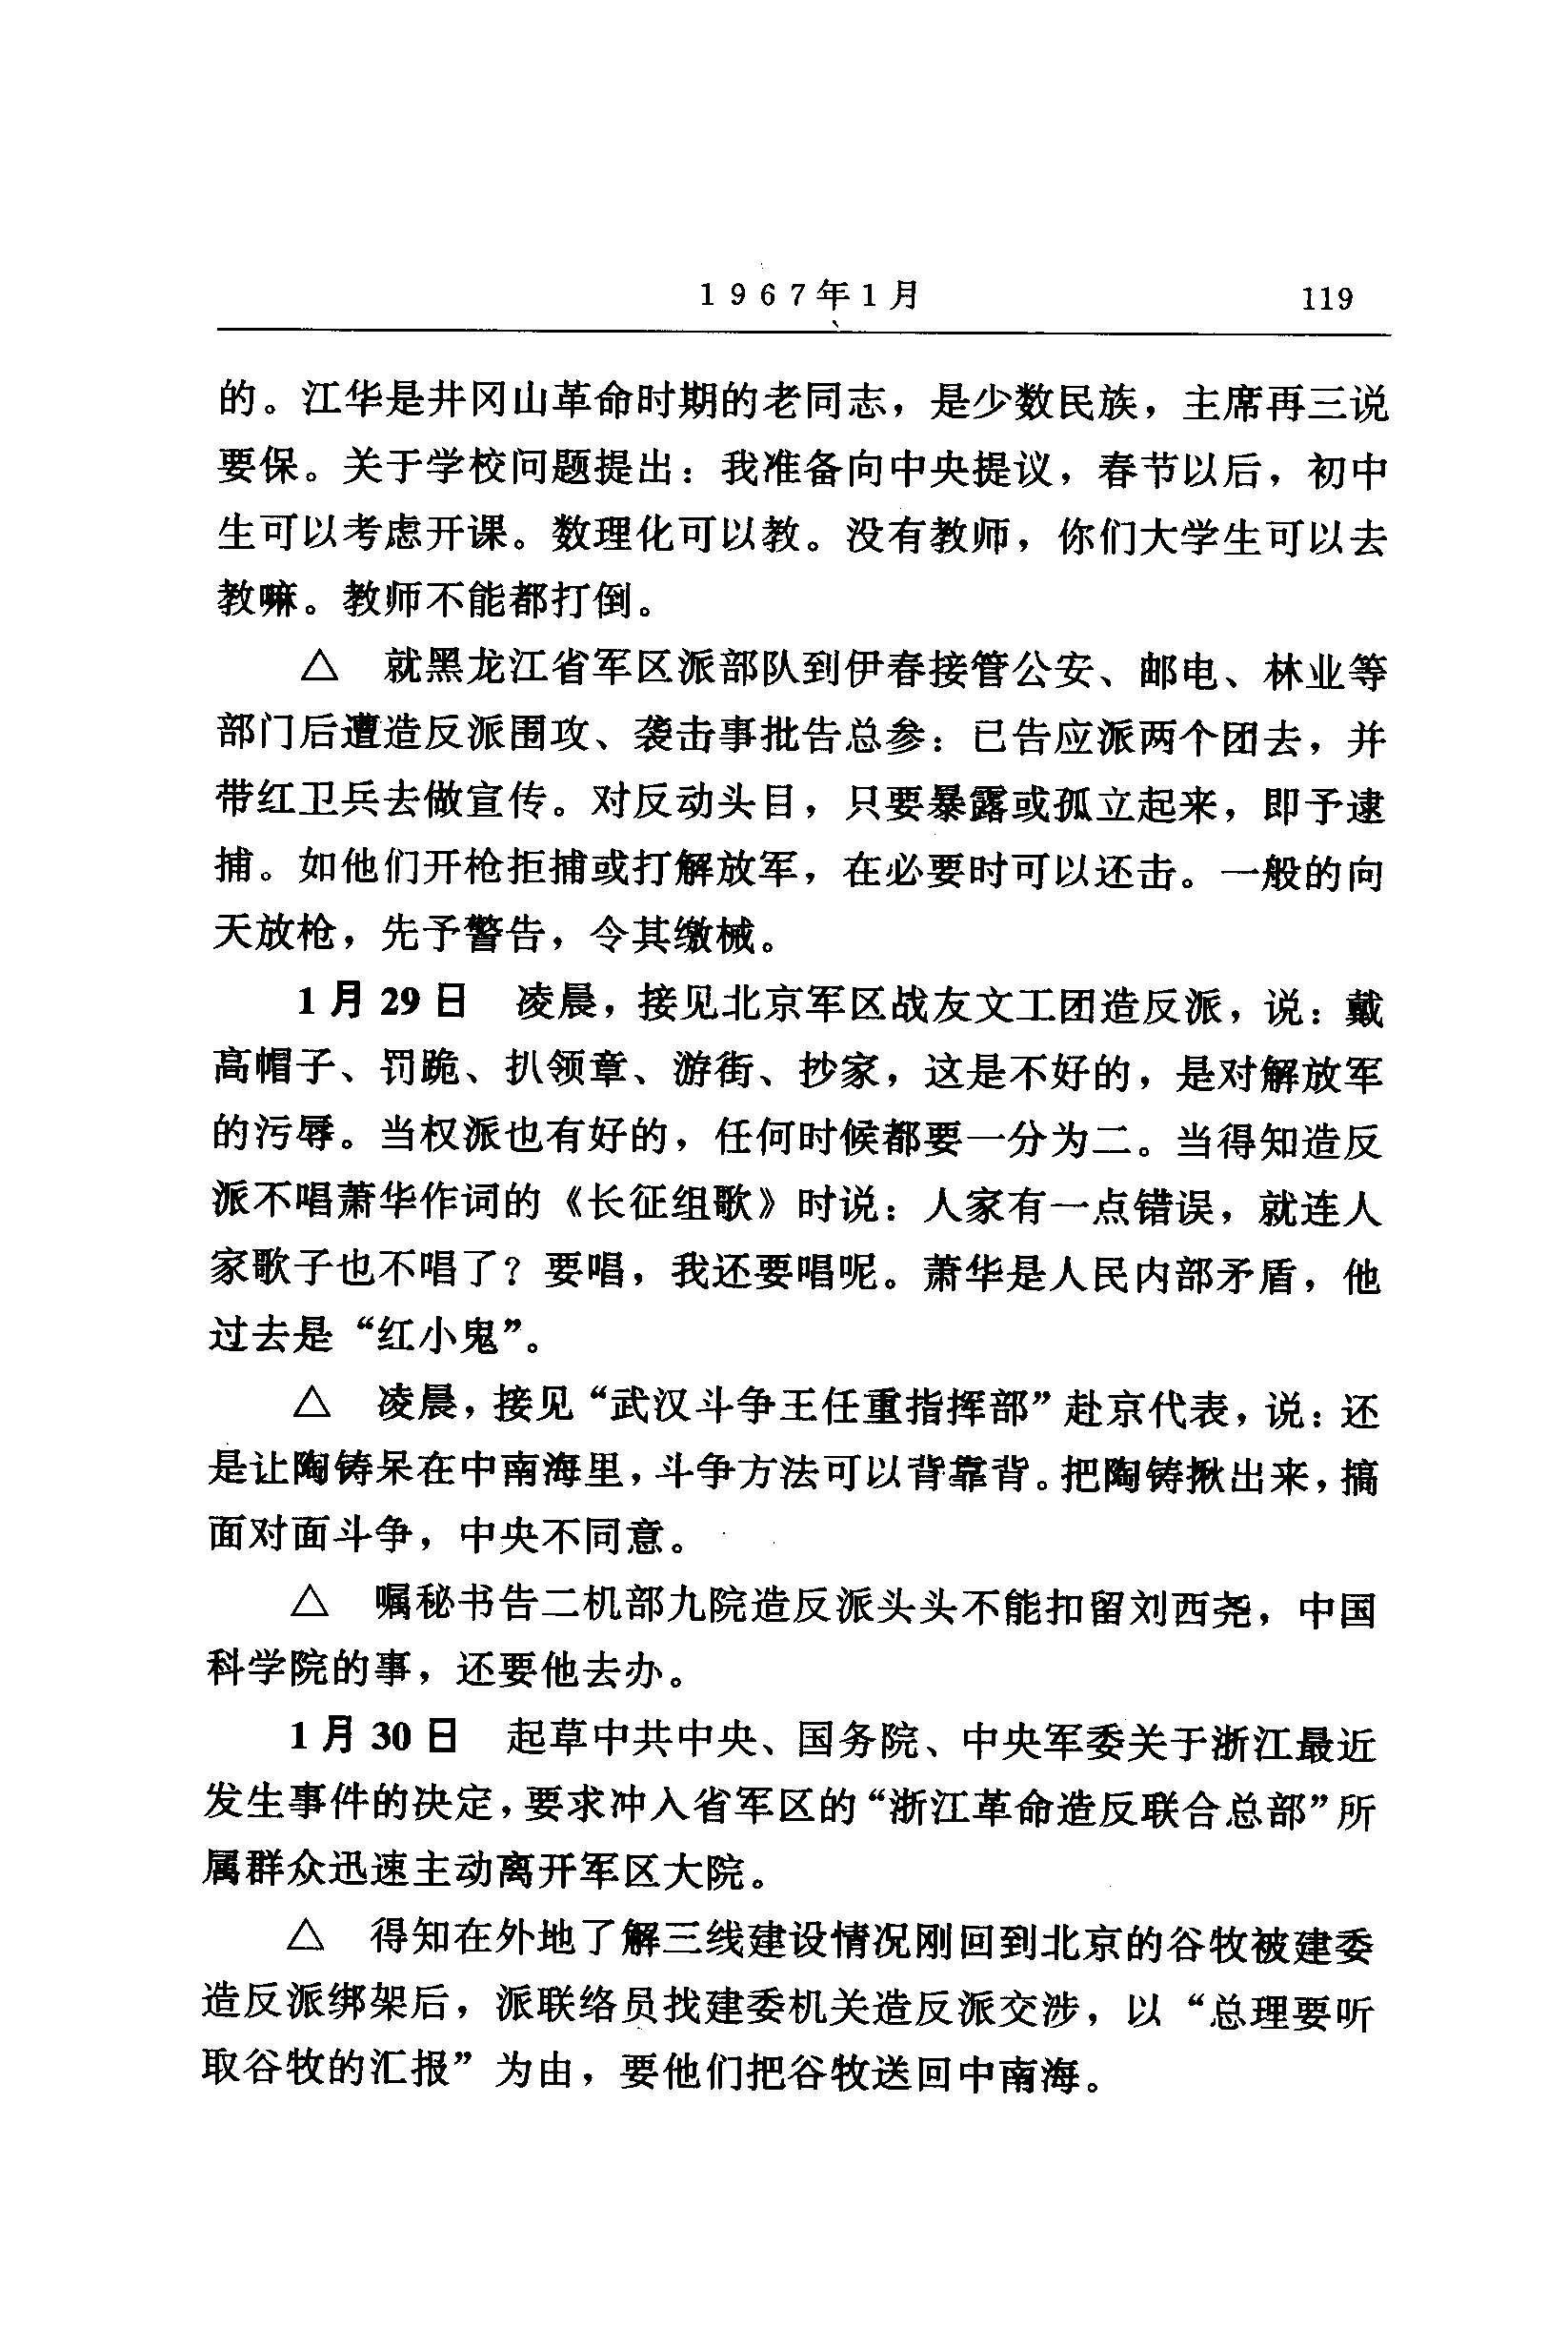 1967年1月 119
的。江华是井冈山革命时期的老同志，是少数民族，主席再三说
要保。关于学校问题提出：我准备向中央提议，春节以后，初中
生可以考虑开课。数理化可以教。没有教师，你们大学生可以去
教嘛。教师不能都打倒。
△ 就黑龙江省军区派部队到伊春接管公安、邮电、林业等
部门后遭造反派围攻、袭击事批告总参：已告应派两个团去，并
带红卫兵去做宣传。对反动头目，只要暴露或孤立起来，即予逮
捕。如他们开枪拒捕或打解放军，在必要时可以还击。一般的向
天放枪，先予警告，令其缴械。
1月29日 凌晨，接见北京军区战友文工团造反派，说：戴
高帽子、罚跪、扒领章、游街、抄家，这是不好的，是对解放军
的污辱。当权派也有好的，任何时候都要一分为二。当得知造反
派不唱萧华作词的《长征组歌》时说：人家有一点错误，就连人
家歌子也不唱了？要唱，我还要唱呢。萧华是人民内部矛盾，他
过去是“红小鬼”。
△ 凌晨，接见“武汉斗争王任重指挥部”赴京代表，说：还
是让陶铸呆在中南海里，斗争方法可以背靠背。把陶铸揪出来，搞
面对面斗争，中央不同意。
△ 嘱秘书告二机部九院造反派头头不能扣留刘西尧，中国
科学院的事，还要他去办。
1月30日 起草中共中央、国务院、中央军委关于浙江最近
发生事件的决定，要求冲入省军区的“浙江革命造反联合总部”所
属群众迅速主动离开军区大院。
△ 得知在外地了解三线建设情况刚回到北京的谷牧被建委
造反派绑架后，派联络员找建委机关造反派交涉，以“总理要听
取谷牧的汇报”为由，要他们把谷牧送回中南海。